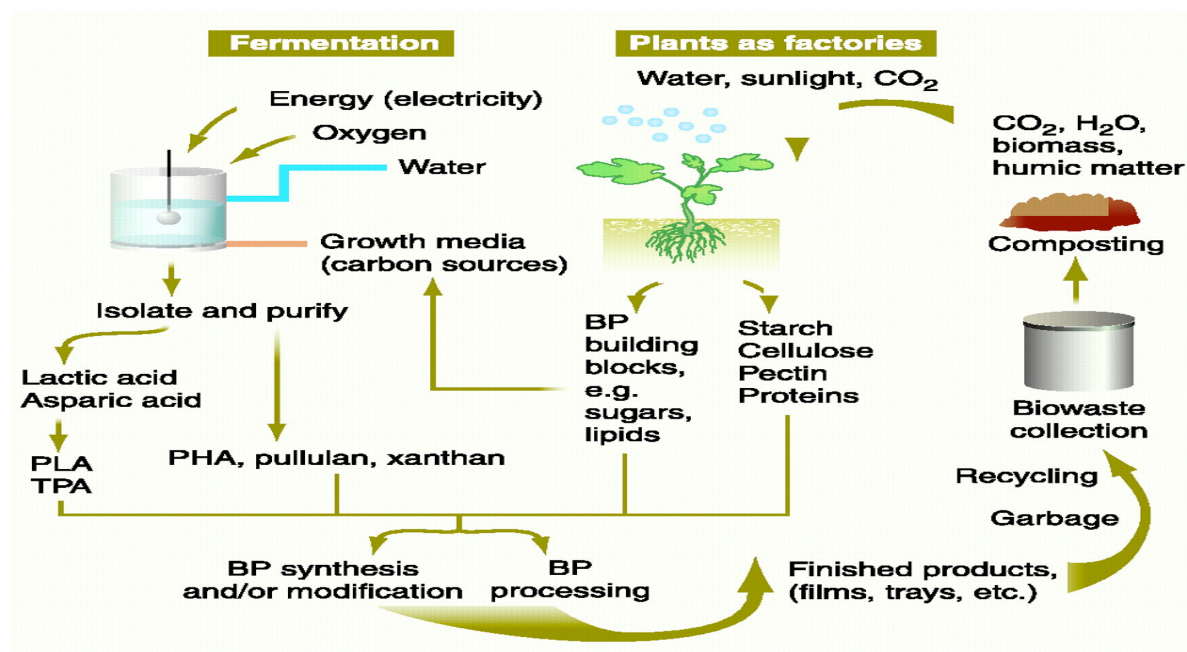 Fermentation
Energy (electricity)
Oxygen
Water
Growth media
(carbon sources)
Isolate and purify
Lactic acid
Asparic acid
PLA
TPA
PHA, pullulan, xanthan
Plants as factories
Water, sunlight, CO₂
BP
building
blocks,
e.g.
sugars,
lipids
Starch
Cellulose
Pectin
Proteins
BP synthesis
and/or modification
BP
processing
Finished products,
(films, trays, etc.)
Garbage
Recycling
Biowaste
collection
Composting
CO₂, H₂O,
biomass,
humic matter